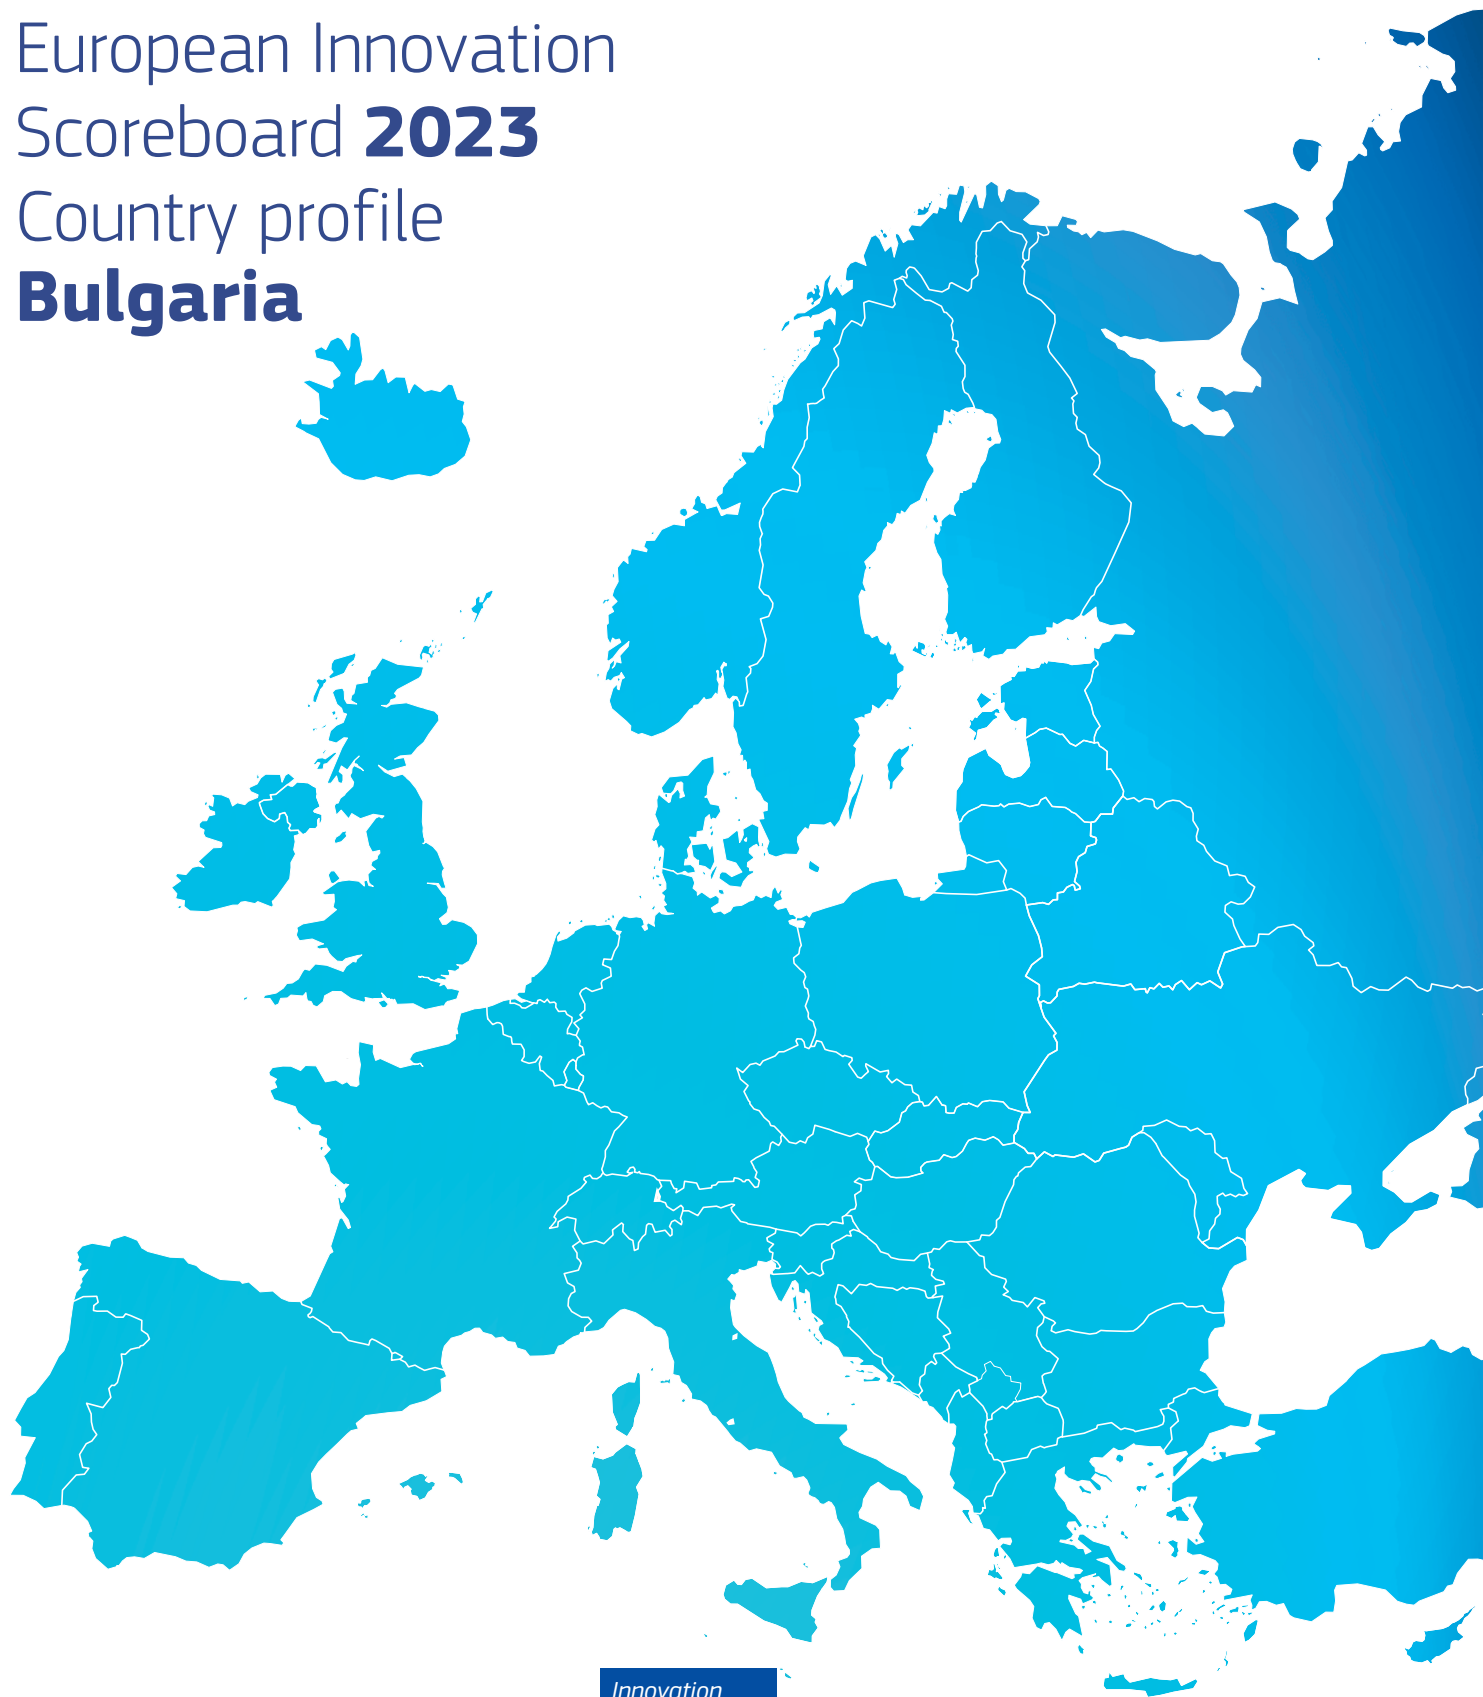 European Innovation
Scoreboard 2023
Country profile
Bulgaria
Innovation